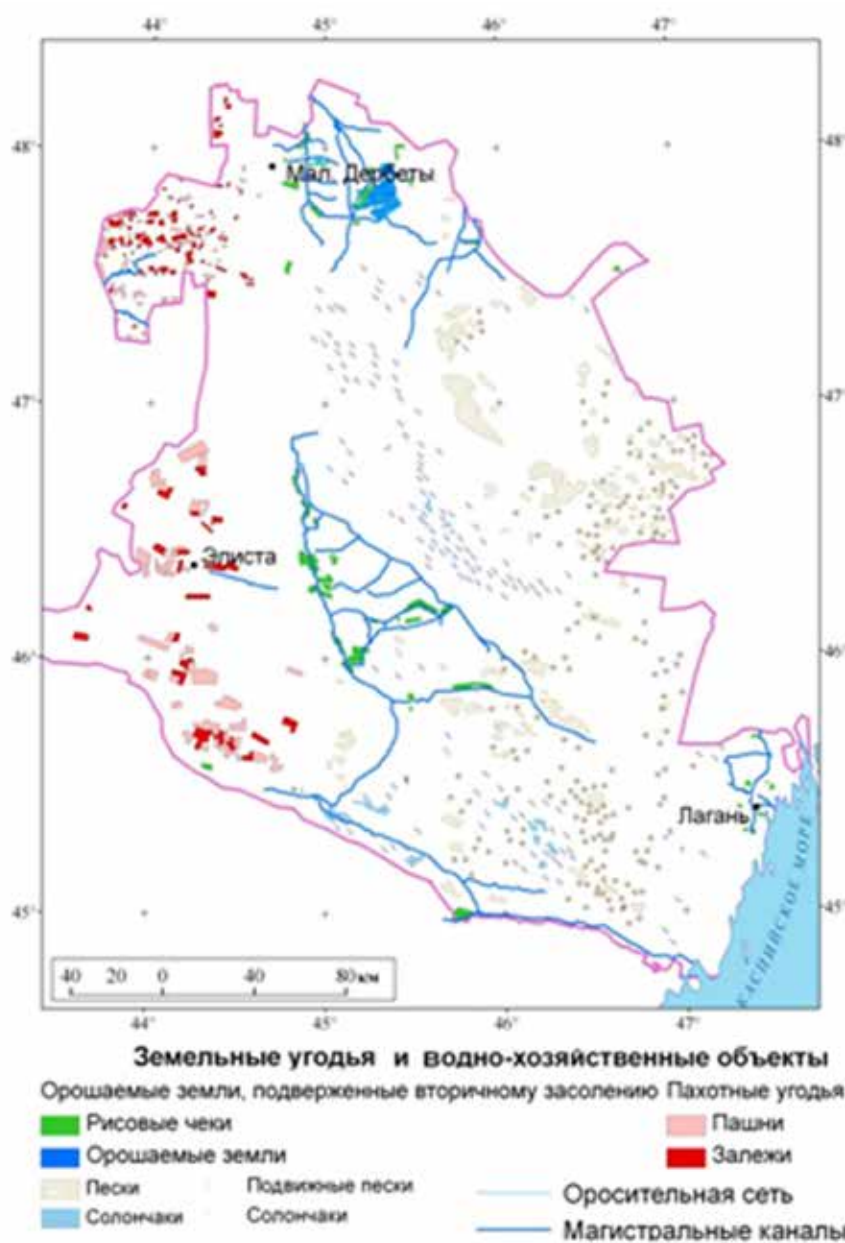 44° 45° 46° 47°
48° 48°
Мал. Дербеты
47° 47°
Элиста
46° 46°
Лагань
45° 45°
КАСПИЙСКОЕ МОРЕ
40 20 0 40 80 км
44° 45° 46° 47°
Земельные угодья и водно-хозяйственные объекты
Орошаемые земли, подверженные вторичному засолению Пахотные угодья
Рисовые чеки Пашни
Орошаемые земли Залежи
Пески Подвижные пески Оросительная сеть
Солончаки Солончаки Магистральные каналы